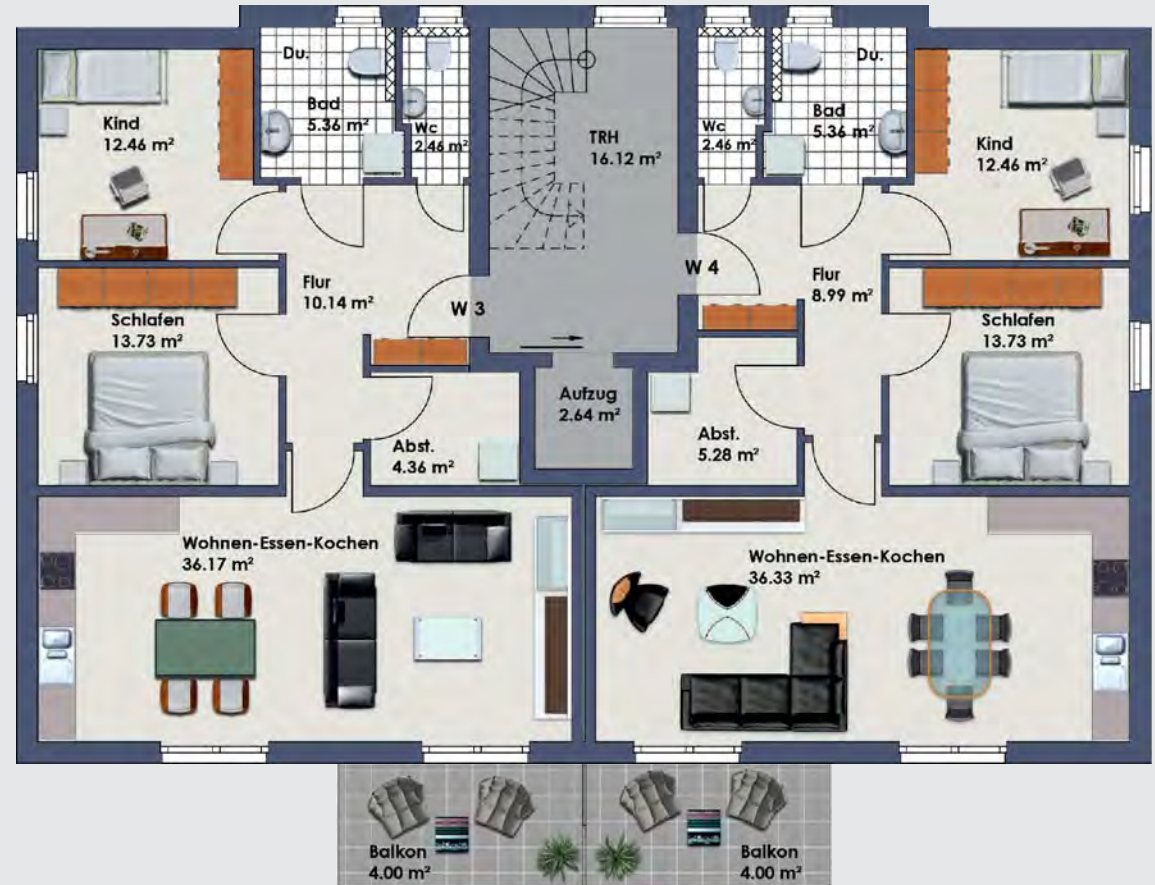 Du.
Bad
5.36 m²
Wc
2.46 m²
TRH
16.12 m²
Wc
2.46 m²
Du.
Bad
5.36 m²
Kind
12.46 m²
Kind
12.46 m²
Flur
10.14 m²
W 3
W 4
Flur
8.99 m²
Schlafen
13.73 m²
Schlafen
13.73 m²
Aufzug
2.64 m²
Abst.
4.36 m²
Abst.
5.28 m²
Wohnen-Essen-Kochen
36.17 m²
Wohnen-Essen-Kochen
36.33 m²
Balkon
4.00 m²
Balkon
4.00 m²